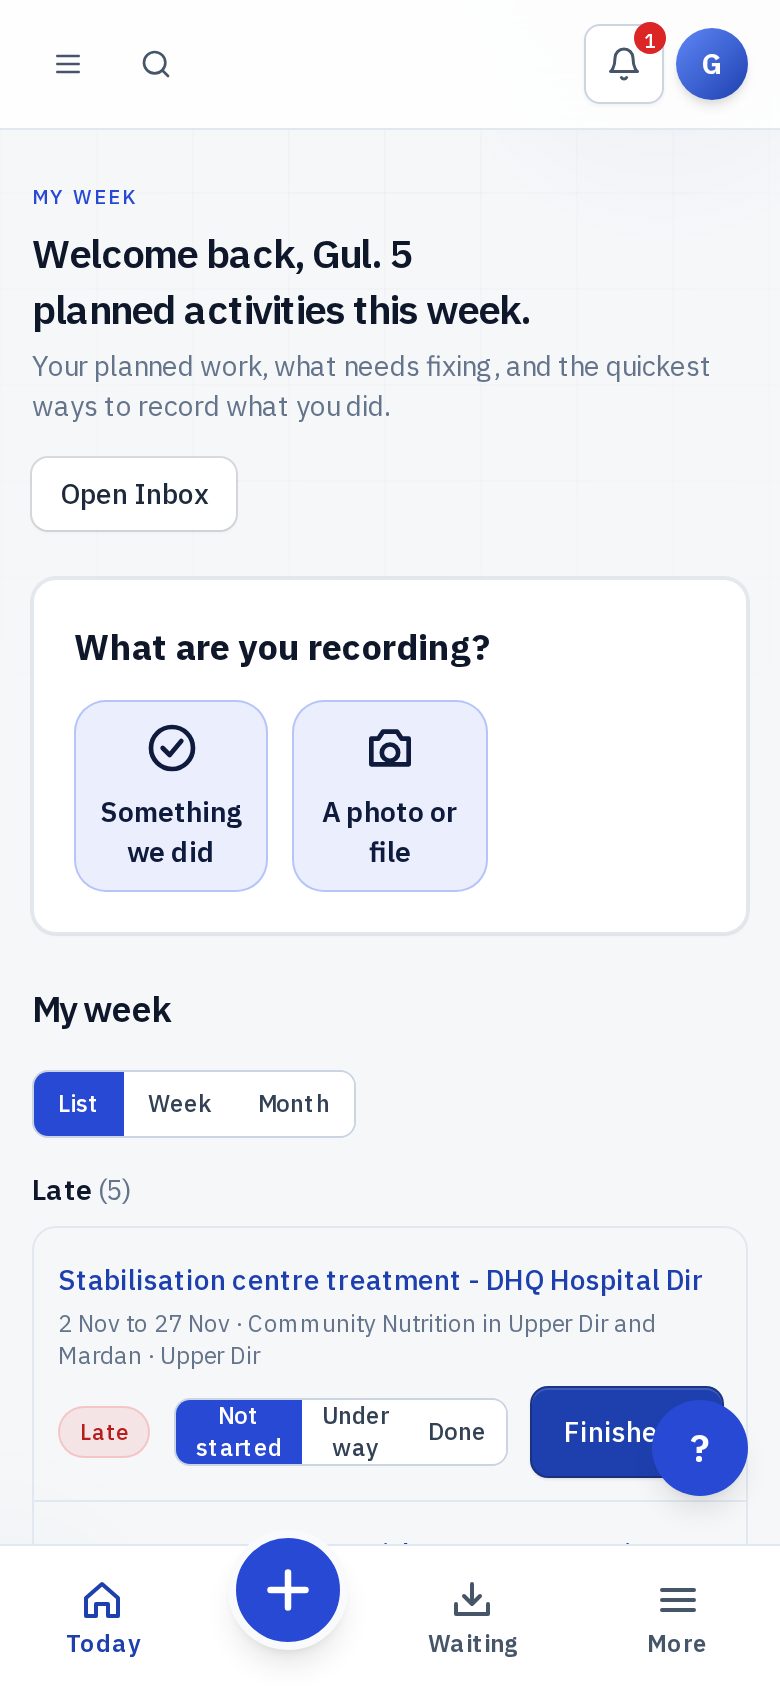 1
G
MY WEEK
Welcome back, Gul. 5
planned activities this week.
Your planned work, what needs fixing, and the quickest
ways to record what you did.
Open Inbox
What are you recording?
Something
we did
A photo or
file
My week
List
Week
Month
Late (5)
Stabilisation centre treatment - DHQ Hospital Dir
2 Nov to 27 Nov · Community Nutrition in Upper Dir and
Mardan · Upper Dir
Late
Not
started
Under
way
Done
Finishe
?
Today
Waiting
More